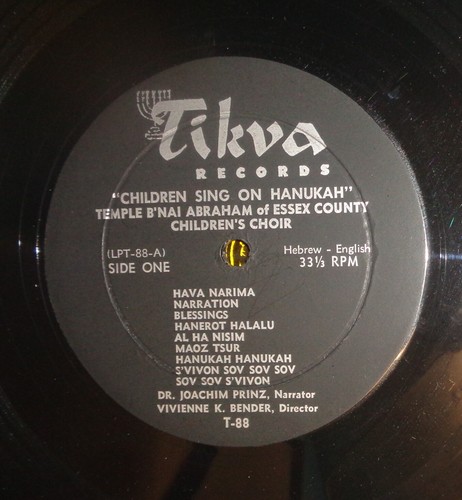 Tikva
RECORDS
"CHILDREN SING ON HANUKAH"
TEMPLE B'NAI ABRAHAM of ESSEX COUNTY
CHILDREN'S CHOIR
(LPT-88-A) Hebrew - English
SIDE ONE 33⅓ RPM
HAVA NARIMA
NARRATION
BLESSINGS
HANEROT HALALU
AL HA NISIM
MAOZ TSUR
HANUKAH HANUKAH
S'VIVON SOV SOV SOV
SOV SOV S'VIVON
DR. JOACHIM PRINZ, Narrator
VIVIENNE K. BENDER, Director
T-88